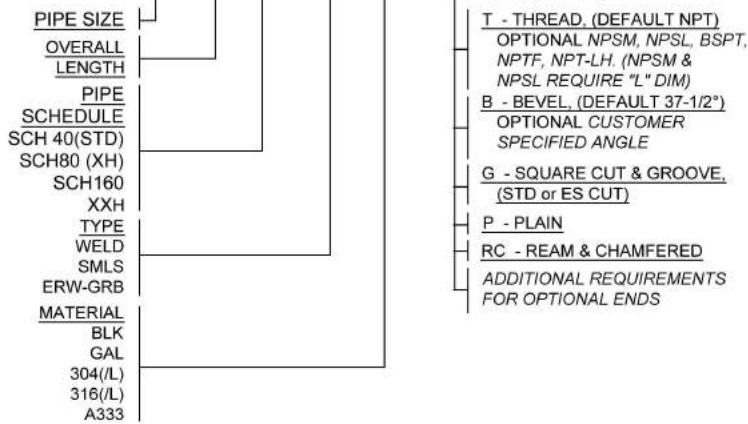 PIPE SIZE
OVERALL
LENGTH
PIPE
SCHEDULE
SCH 40(STD)
SCH80 (XH)
SCH160
XXH
TYPE
WELD
SMLS
ERW-GRB
MATERIAL
BLK
GAL
304(/L)
316(/L)
A333
T - THREAD, (DEFAULT NPT)
OPTIONAL NPSM, NPSL, BSPT,
NPTF, NPT-LH. (NPSM &
NPSL REQUIRE "L" DIM)
B - BEVEL, (DEFAULT 37-1/2°)
OPTIONAL CUSTOMER
SPECIFIED ANGLE
G - SQUARE CUT & GROOVE,
(STD or ES CUT)
P - PLAIN
RC - REAM & CHAMFERED
ADDITIONAL REQUIREMENTS
FOR OPTIONAL ENDS